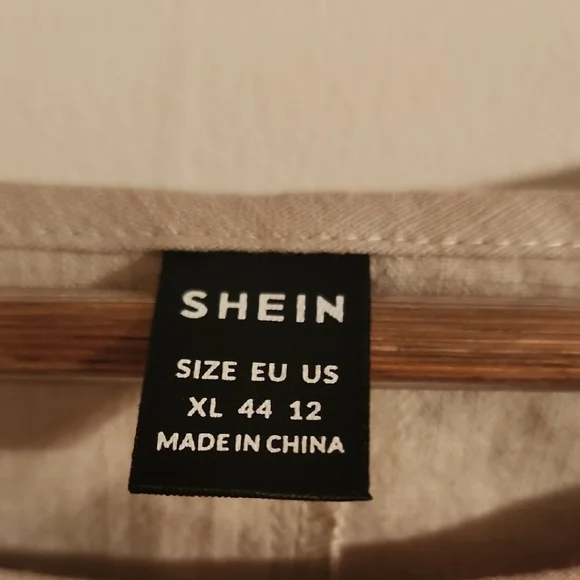 SHEIN
SIZE EU US
XL 44 12
MADE IN CHINA